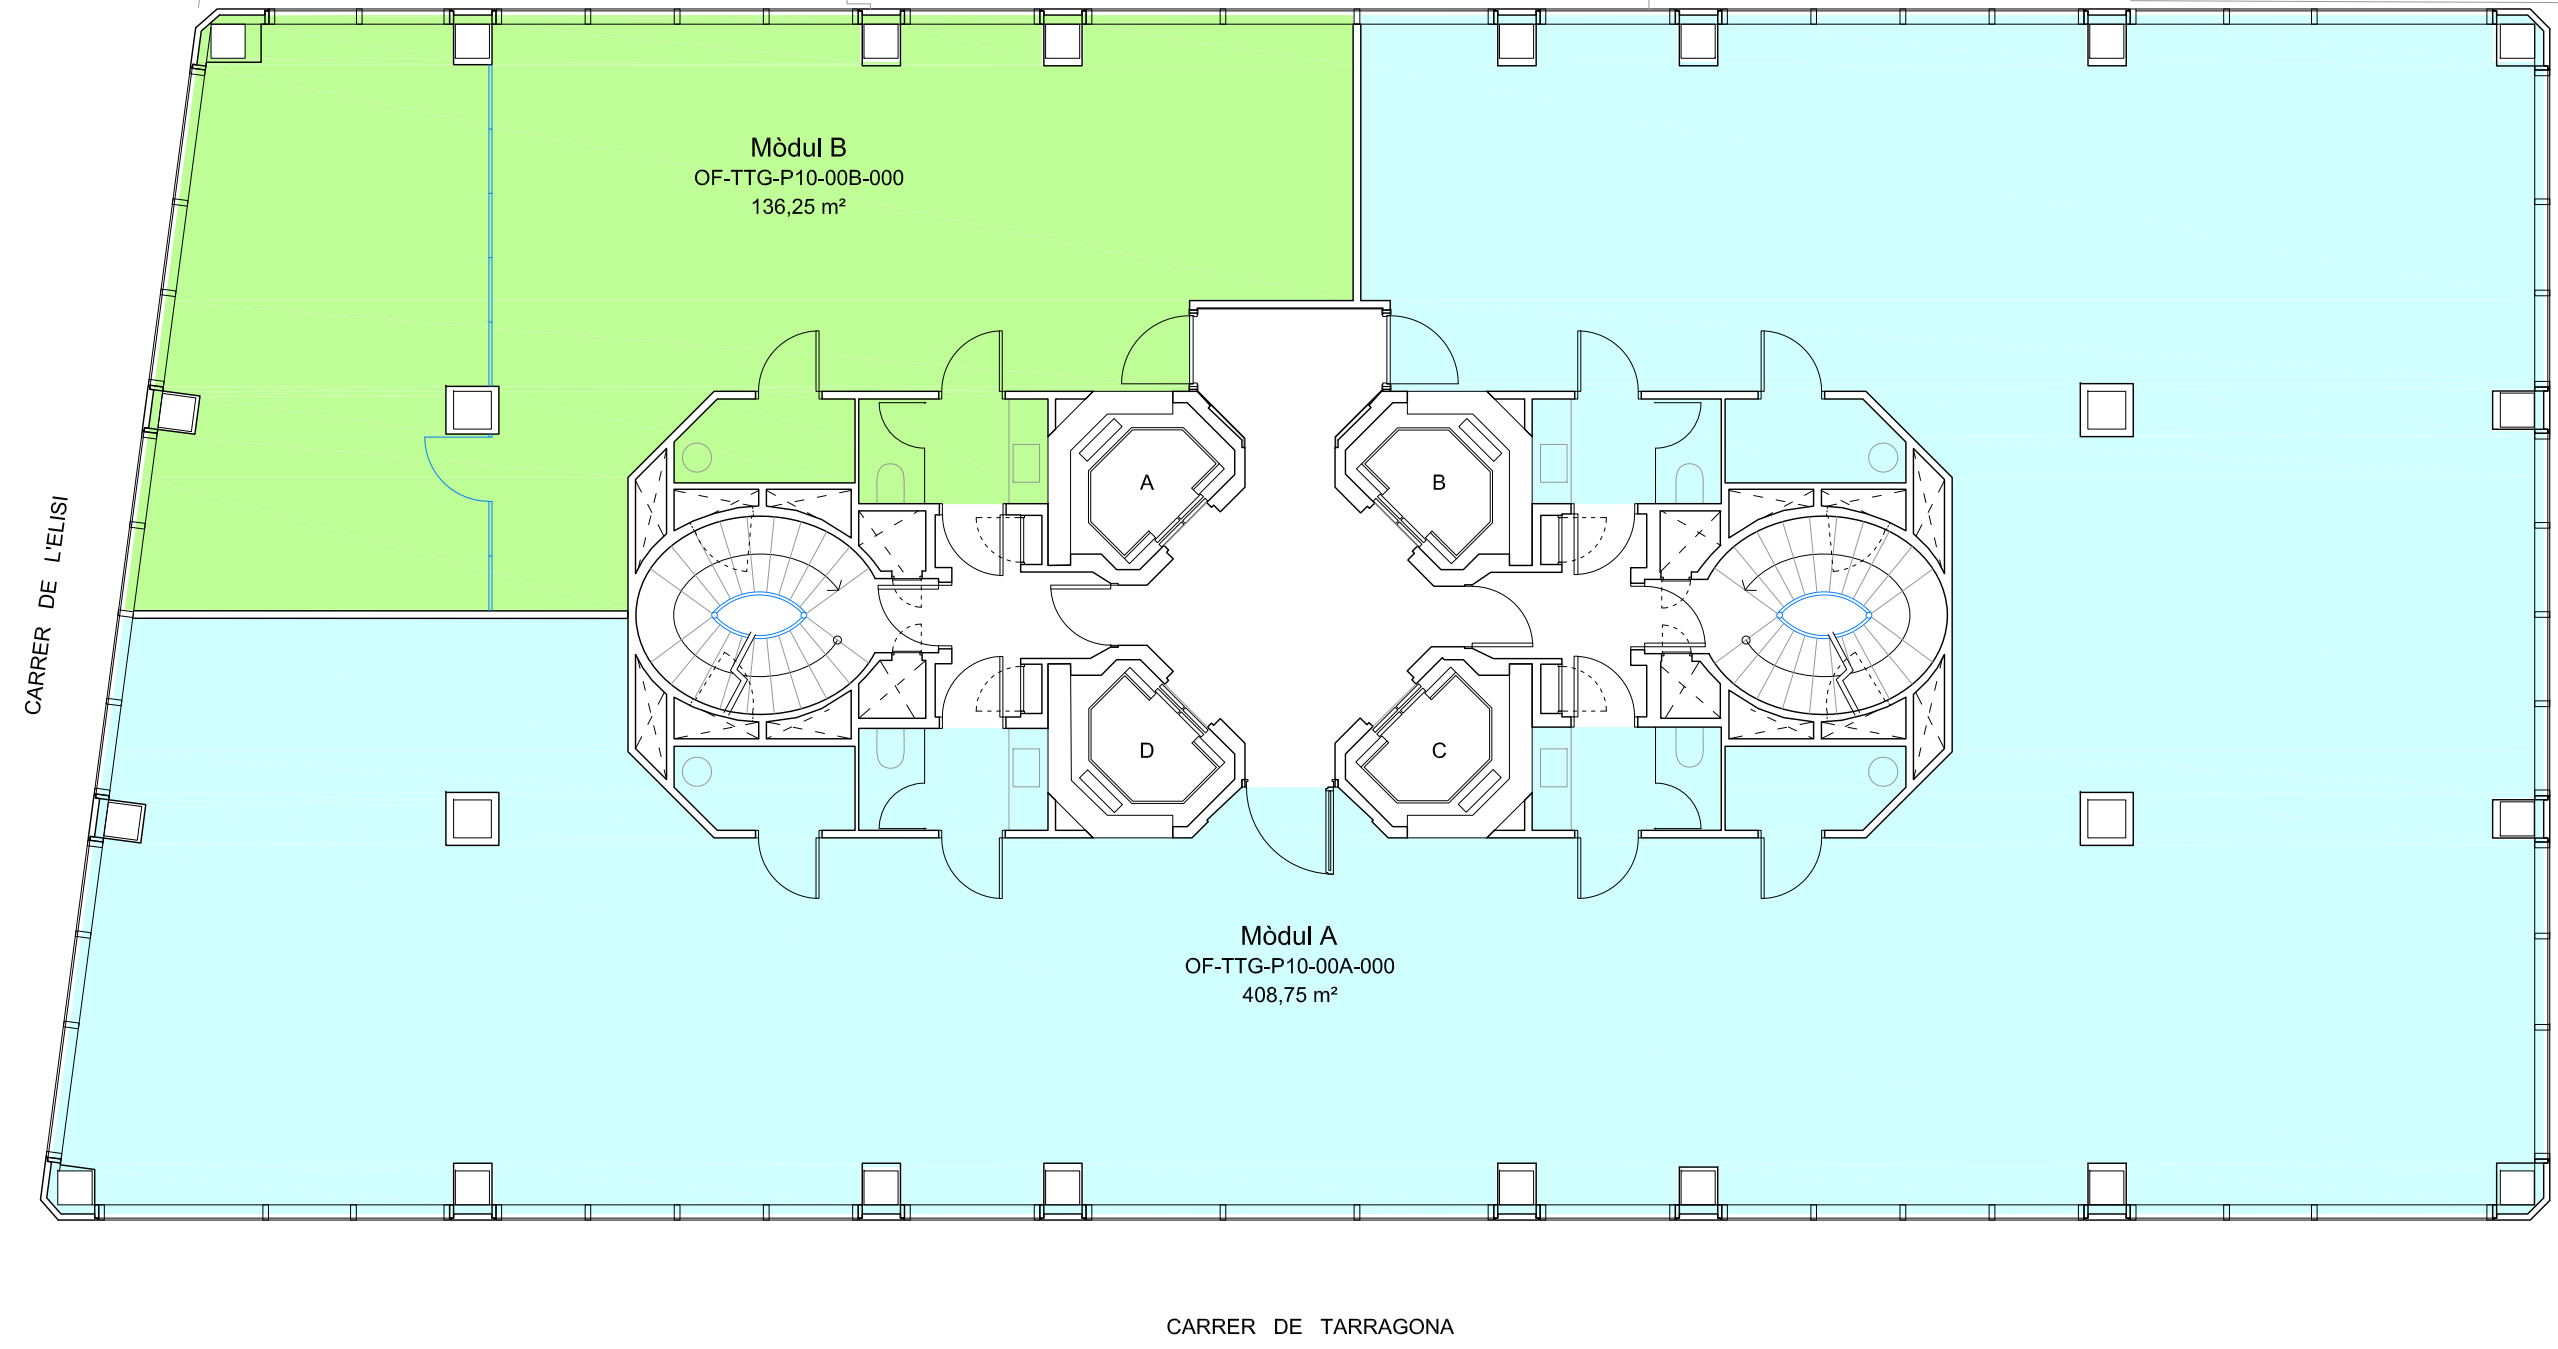 Mòdul B
OF-TTG-P10-00B-000
136,25 m²
A
B
CARRER DE L'ELISI
D
C
Mòdul A
OF-TTG-P10-00A-000
408,75 m²
CARRER DE TARRAGONA